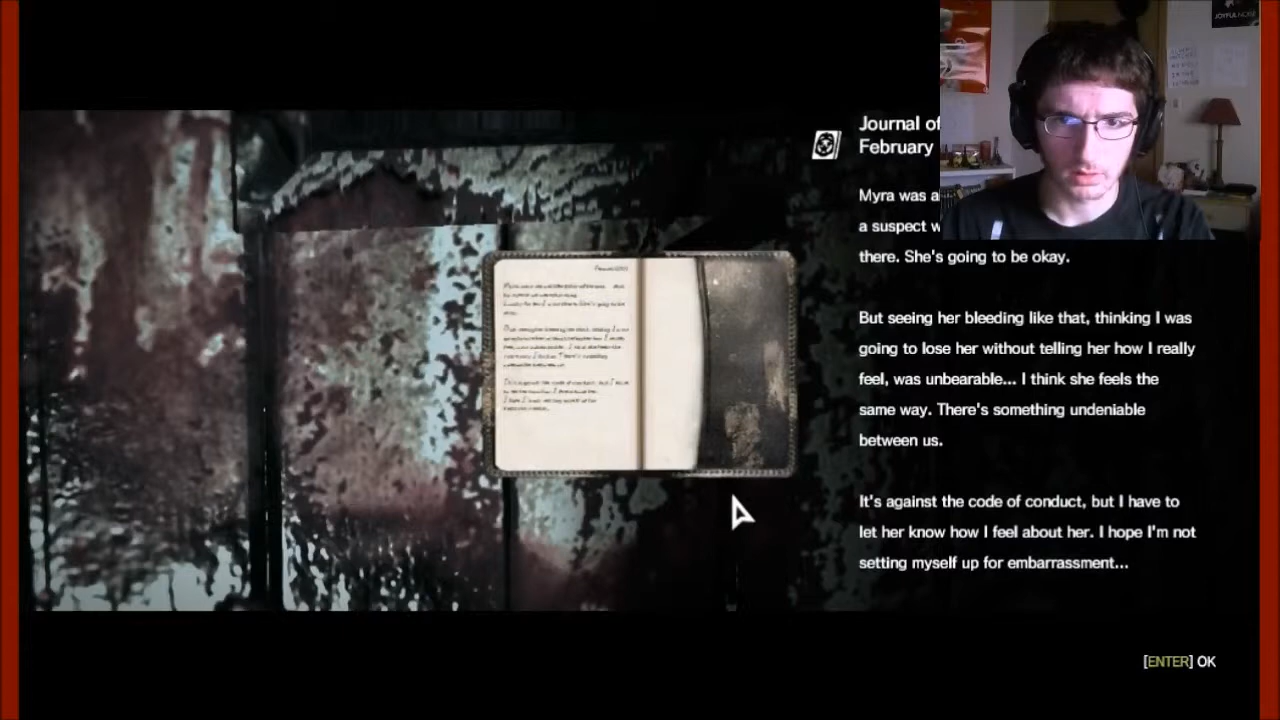 JOYFUL NOISE
Journal of
February
Myra was a
a suspect w
there. She's going to be okay.
But seeing her bleeding like that, thinking I was
going to lose her without telling her how I really
feel, was unbearable... I think she feels the
same way. There's something undeniable
between us.
It's against the code of conduct, but I have to
let her know how I feel about her. I hope I'm not
setting myself up for embarrassment...
[ENTER] OK